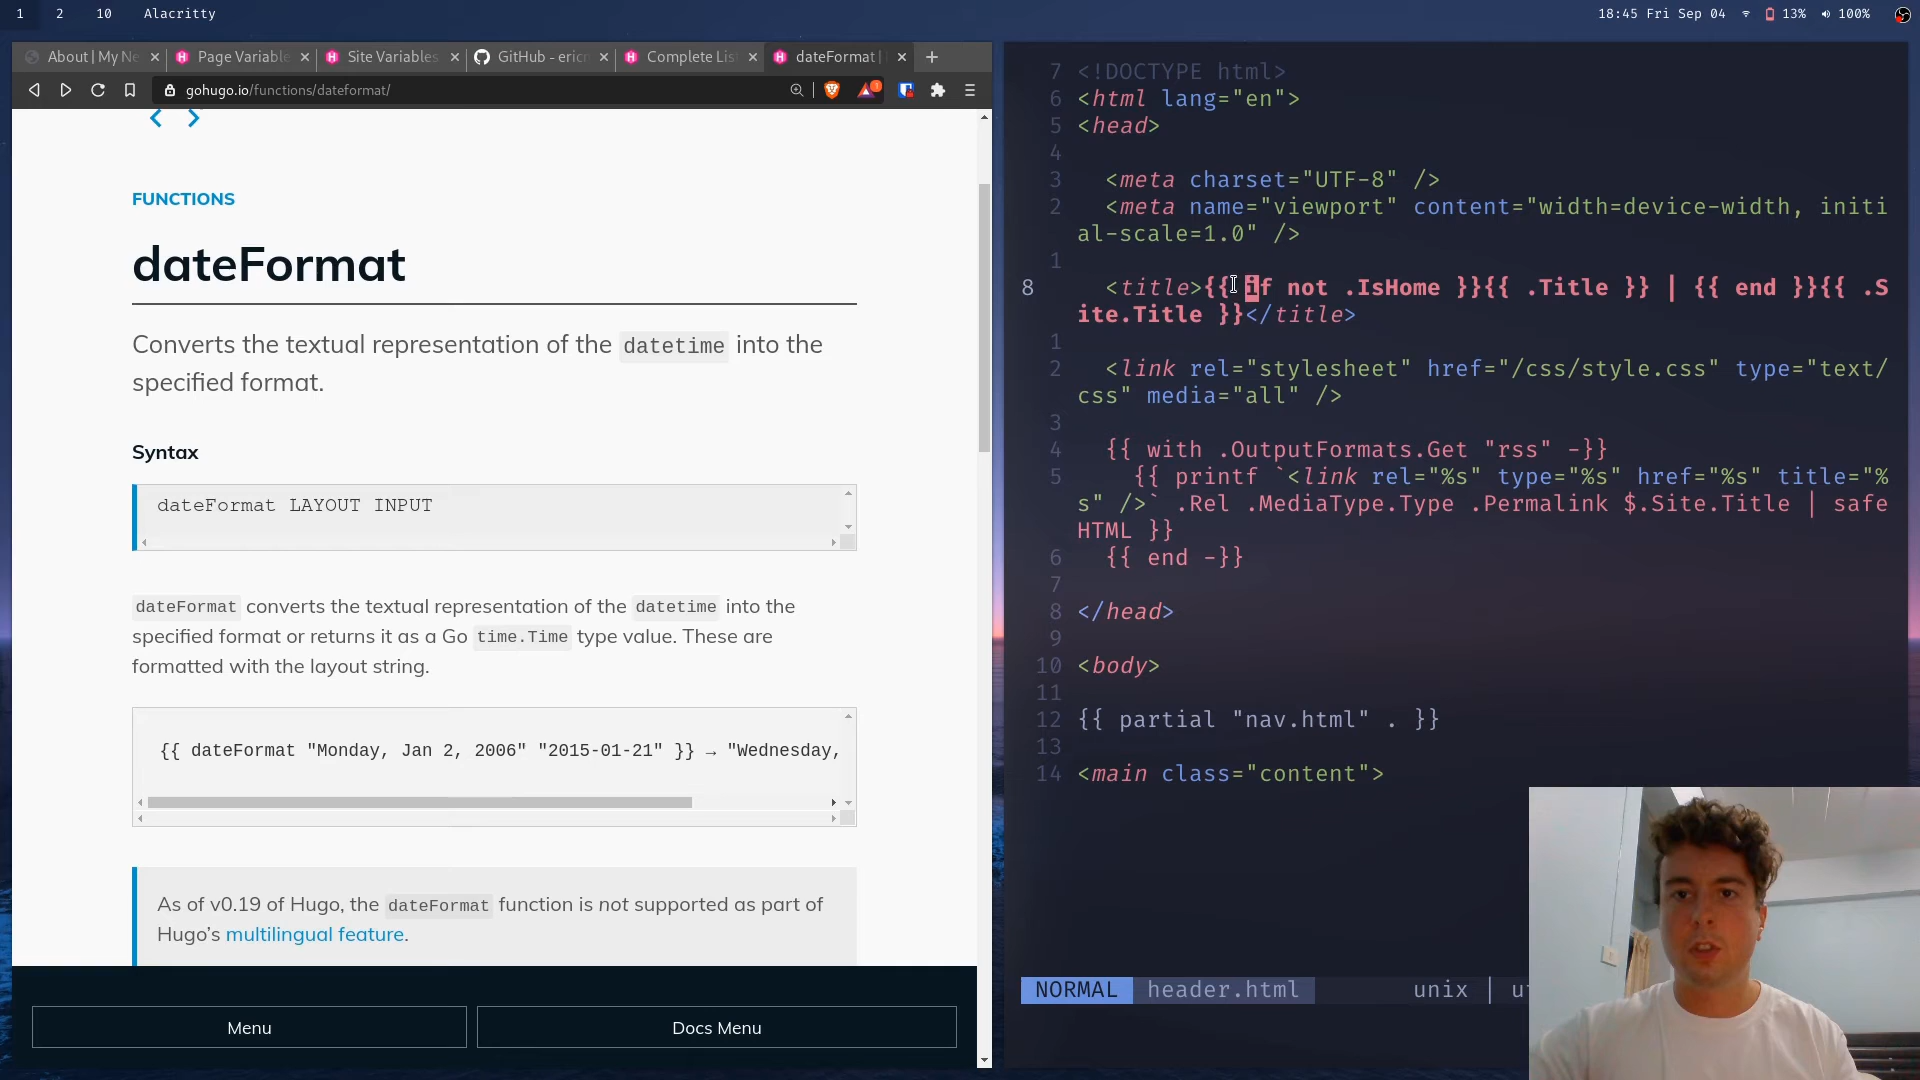 1 2 10 Alacritty
18:45 Fri Sep 04 13% 100%
About | My Ne
Page Variable
Site Variables
GitHub - ericm
Complete Lis
dateFormat |
gohugo.io/functions/dateformat/
1
FUNCTIONS
dateFormat
Converts the textual representation of the datetime into the
specified format.
Syntax
dateFormat LAYOUT INPUT
dateFormat converts the textual representation of the datetime into the
specified format or returns it as a Go time.Time type value. These are
formatted with the layout string.
{{ dateFormat "Monday, Jan 2, 2006" "2015-01-21" }} → "Wednesday,
As of v0.19 of Hugo, the dateFormat function is not supported as part of
Hugo’s multilingual feature.
Menu
Docs Menu
7 <!DOCTYPE html>
6 <html lang="en">
5 <head>
4
3 <meta charset="UTF-8" />
2 <meta name="viewport" content="width=device-width, initi
al-scale=1.0" />
1
8 <title>{{ if not .IsHome }}{{ .Title }} | {{ end }}{{ .S
ite.Title }}</title>
1
2 <link rel="stylesheet" href="/css/style.css" type="text/
css" media="all" />
3
4 {{ with .OutputFormats.Get "rss" -}}
5 {{ printf `<link rel="%s" type="%s" href="%s" title="%
s" />` .Rel .MediaType.Type .Permalink $.Site.Title | safe
HTML }}
6 {{ end -}}
7
8 </head>
9
10 <body>
11
12 {{ partial "nav.html" . }}
13
14 <main class="content">
NORMAL header.html unix | u